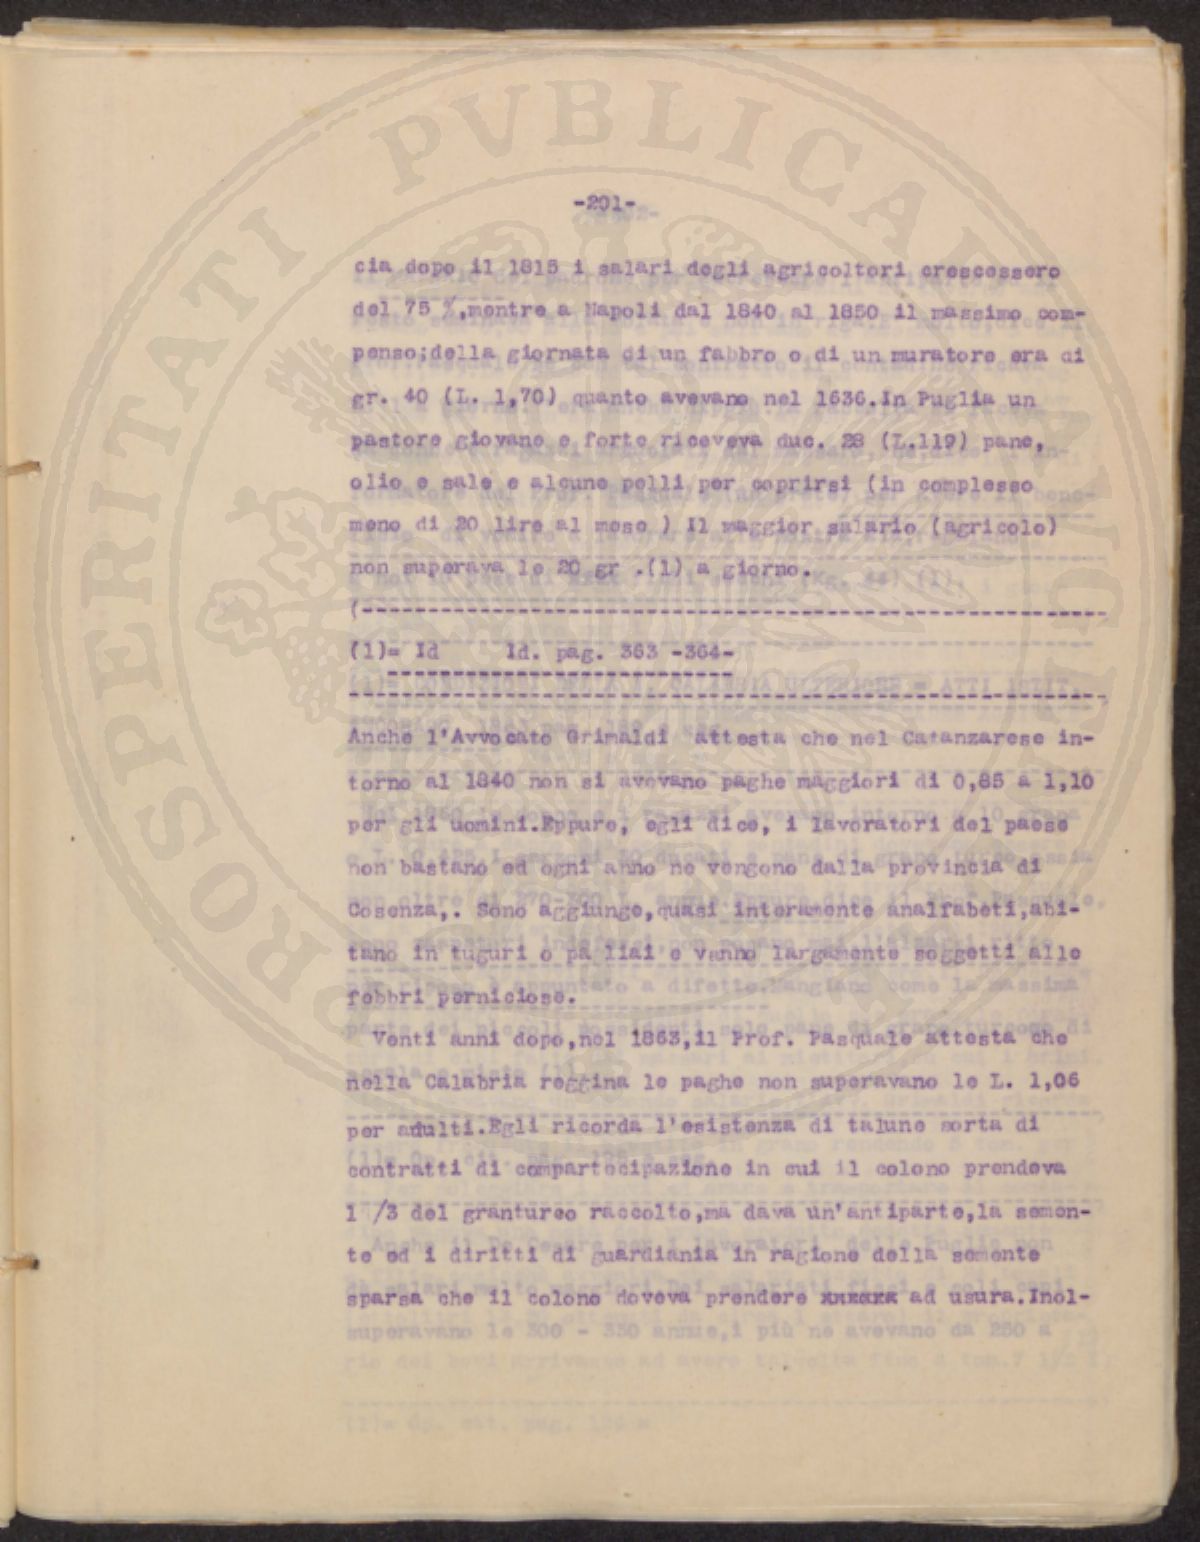 -201-
cia dopo il 1815 i salari degli agricoltori crescessero
del 75 %,mentre a Napoli dal 1840 al 1850 il massimo com-
penso;della giornata di un fabbro o di un muratore era di
gr. 40 (L. 1,70) quanto avevano nel 1636.In Puglia un
pastore giovane e forte riceveva duc. 28 (L.119) pane,
olio e sale e alcune pelli per coprirsi (in complesso
meno di 20 lire al mese ) Il maggior salario (agricolo)
non superava le 20 gr .(1) a giorno.
(1)= Id Id. pag. 363 -364-
Anche l'Avvocato Grimaldi attesta che nel Catanzarese in-
torno al 1840 non si avevano paghe maggiori di 0,85 a 1,10
per gli uomini.Eppure, egli dice, i lavoratori del paese
non bastano ed ogni anno ne vengono dalla provincia di
Cosenza,. Sono aggiunge,quasi interamente analfabeti,abi-
tano in tuguri o pa liai e vanno largamente soggetti alle
febbri perniciose.
Venti anni dopo,nel 1863,il Prof. Pasquale attesta che
nella Calabria reggina le paghe non superavano le L. 1,06
per adulti.Egli ricorda l'esistenza di talune sorta di
contratti di compartecipazione in cui il colono prendeva
1 /3 del granturco raccolto,ma dava un'antiparte,la semen-
te ed i diritti di guardiania in ragione della semente
sparsa che il colono doveva prendere ad usura.Inol-
PROSPERITATI PVBLICAE AVGENDAE